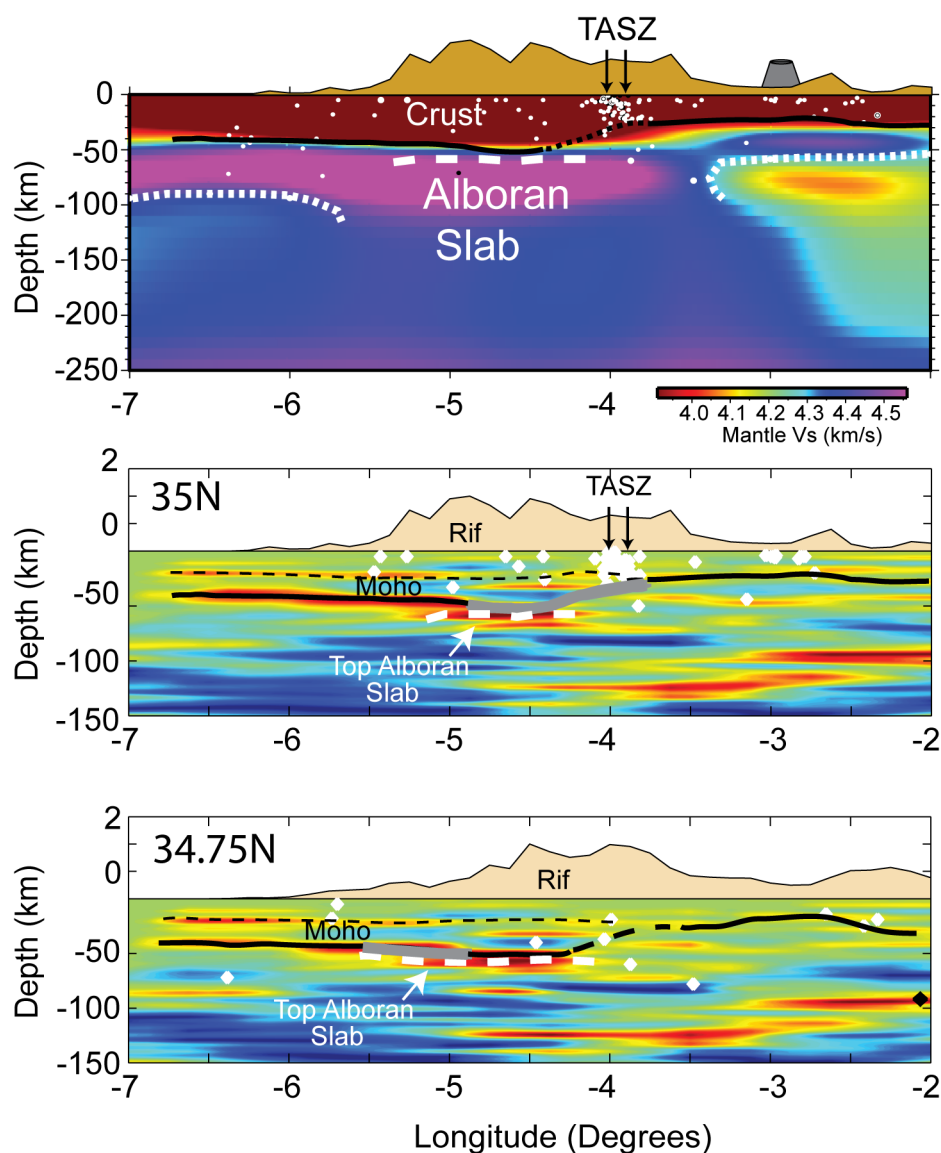 TASZ
0
-50
-100
-150
-200
-250
Depth (km)
Crust
Alboran
Slab
-7
-6
-5
-4
4.0 4.1 4.2 4.3 4.4 4.5
Mantle Vs (km/s)
-3
-2
2
0
-50
-100
-150
Depth (km)
35N
TASZ
Rif
Moho
Top Alboran
Slab
-7
-6
-5
-4
-3
-2
2
0
-50
-100
-150
Depth (km)
34.75N
Rif
Moho
Top Alboran
Slab
-7
-6
-5
-4
-3
-2
Longitude (Degrees)